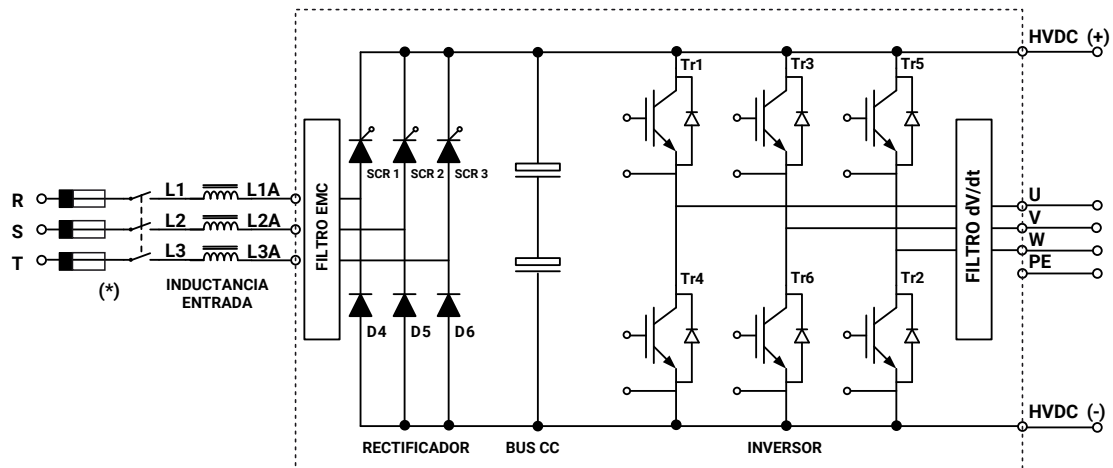 HVDC (+)
Tr1
Tr3
Tr5
FILTRO EMC
SCR 1
SCR 2
SCR 3
R
L1
L1A
S
L2
L2A
T
L3
L3A
(*)
INDUCTANCIA
ENTRADA
FILTRO dV/dt
U
V
W
PE
Tr4
Tr6
Tr2
D4
D5
D6
HVDC (-)
RECTIFICADOR
BUS CC
INVERSOR